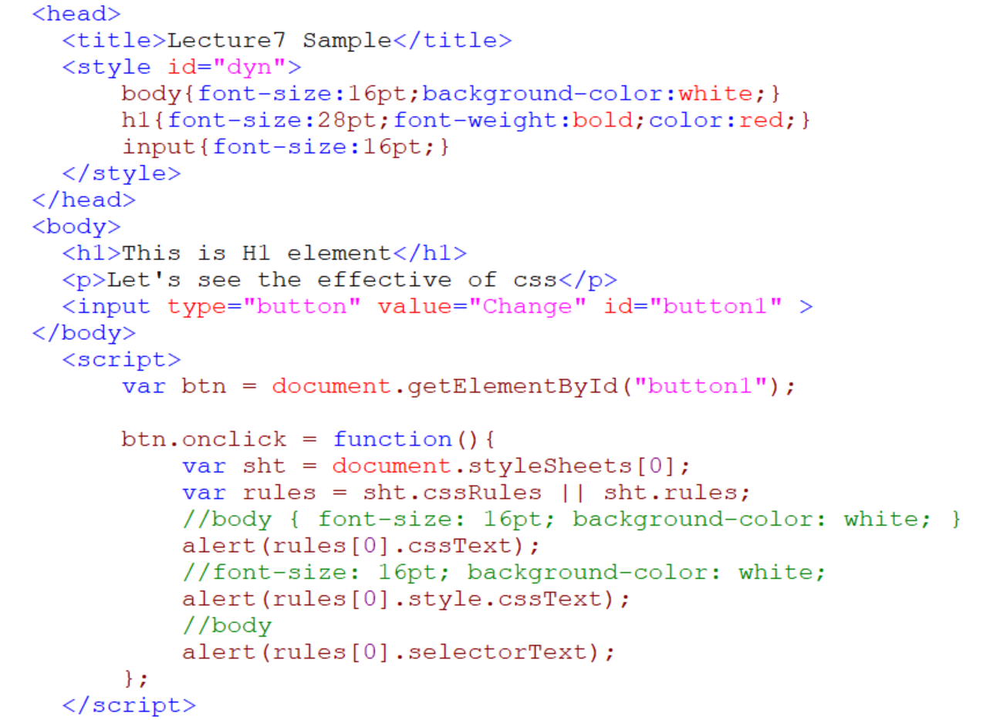 <head>
  <title>Lecture7 Sample</title>
  <style id="dyn">
      body{font-size:16pt;background-color:white;}
      h1{font-size:28pt;font-weight:bold;color:red;}
      input{font-size:16pt;}
  </style>
</head>
<body>
  <h1>This is H1 element</h1>
  <p>Let's see the effective of css</p>
  <input type="button" value="Change" id="button1" >
</body>
  <script>
      var btn = document.getElementById("button1");

      btn.onclick = function(){
          var sht = document.styleSheets[0];
          var rules = sht.cssRules || sht.rules;
          //body { font-size: 16pt; background-color: white; }
          alert(rules[0].cssText);
          //font-size: 16pt; background-color: white;
          alert(rules[0].style.cssText);
          //body
          alert(rules[0].selectorText);
      };
  </script>